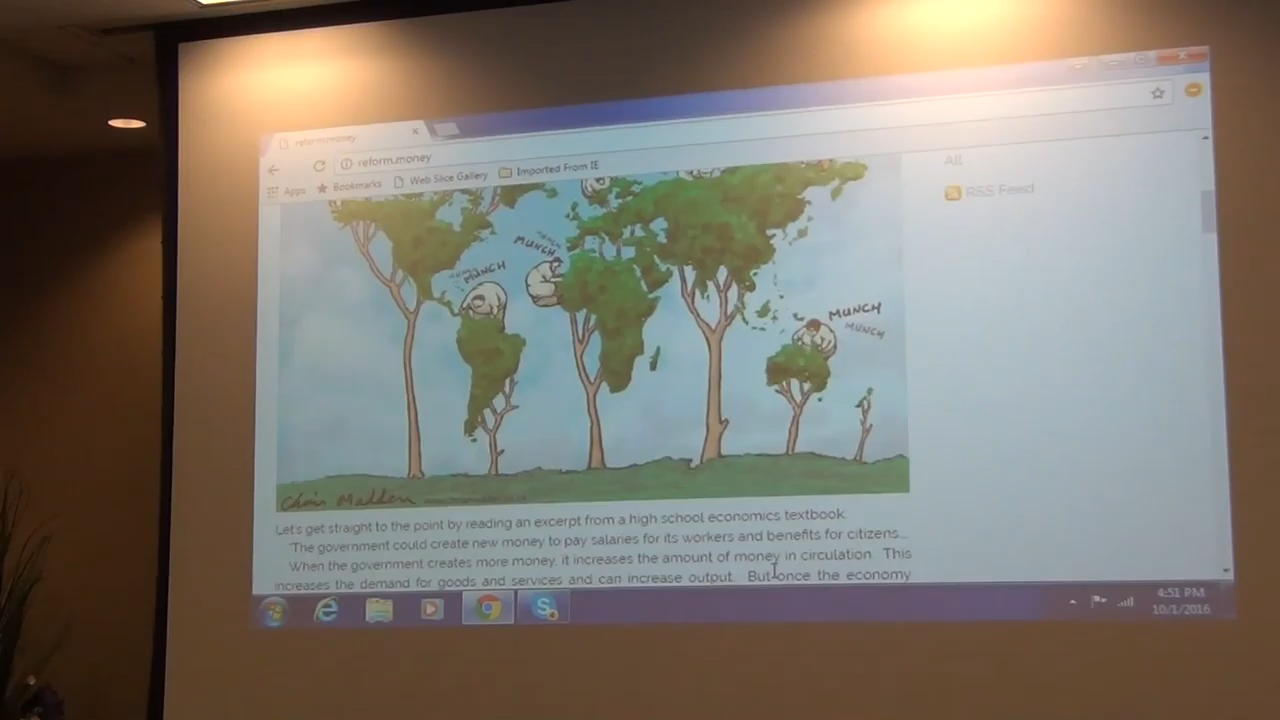 reform.money
reform.money
Apps Bookmarks Web Slice Gallery Imported From IE
All
RSS Feed
MUNCH
MUNCH
MUNCH
MUNCH
MUNCH
Chris Madden
Let's get straight to the point by reading an excerpt from a high school economics textbook:
"The government could create new money to pay salaries for its workers and benefits for citizens...
When the government creates more money, it increases the amount of money in circulation. This
increases the demand for goods and services and can increase output. But once the economy
4:51 PM
10/1/2016